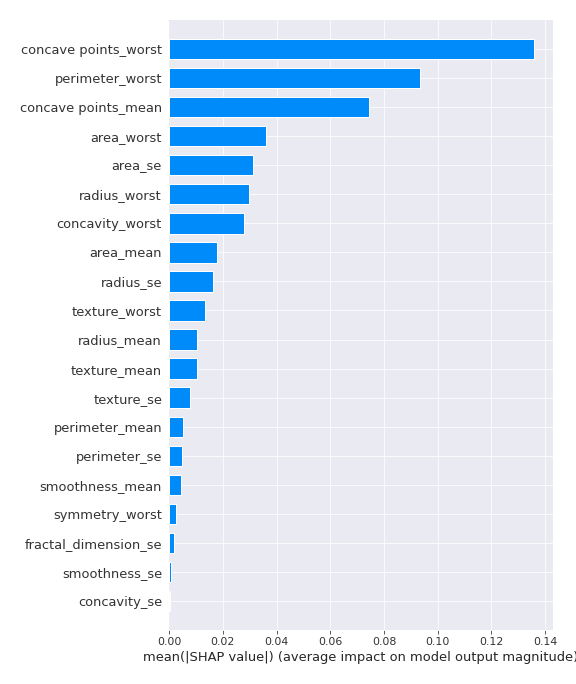 concave points_worst
perimeter_worst
concave points_mean
area_worst
area_se
radius_worst
concavity_worst
area_mean
radius_se
texture_worst
radius_mean
texture_mean
texture_se
perimeter_mean
perimeter_se
smoothness_mean
symmetry_worst
fractal_dimension_se
smoothness_se
concavity_se
0.00 0.02 0.04 0.06 0.08 0.10 0.12 0.14
mean(|SHAP value|) (average impact on model output magnitude)